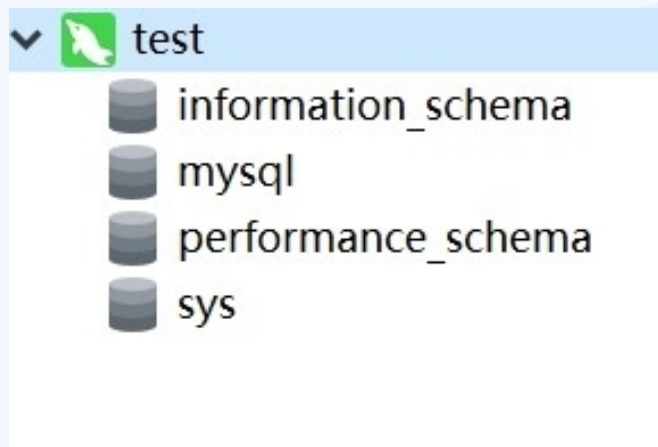 test
information_schema
mysql
performance_schema
sys